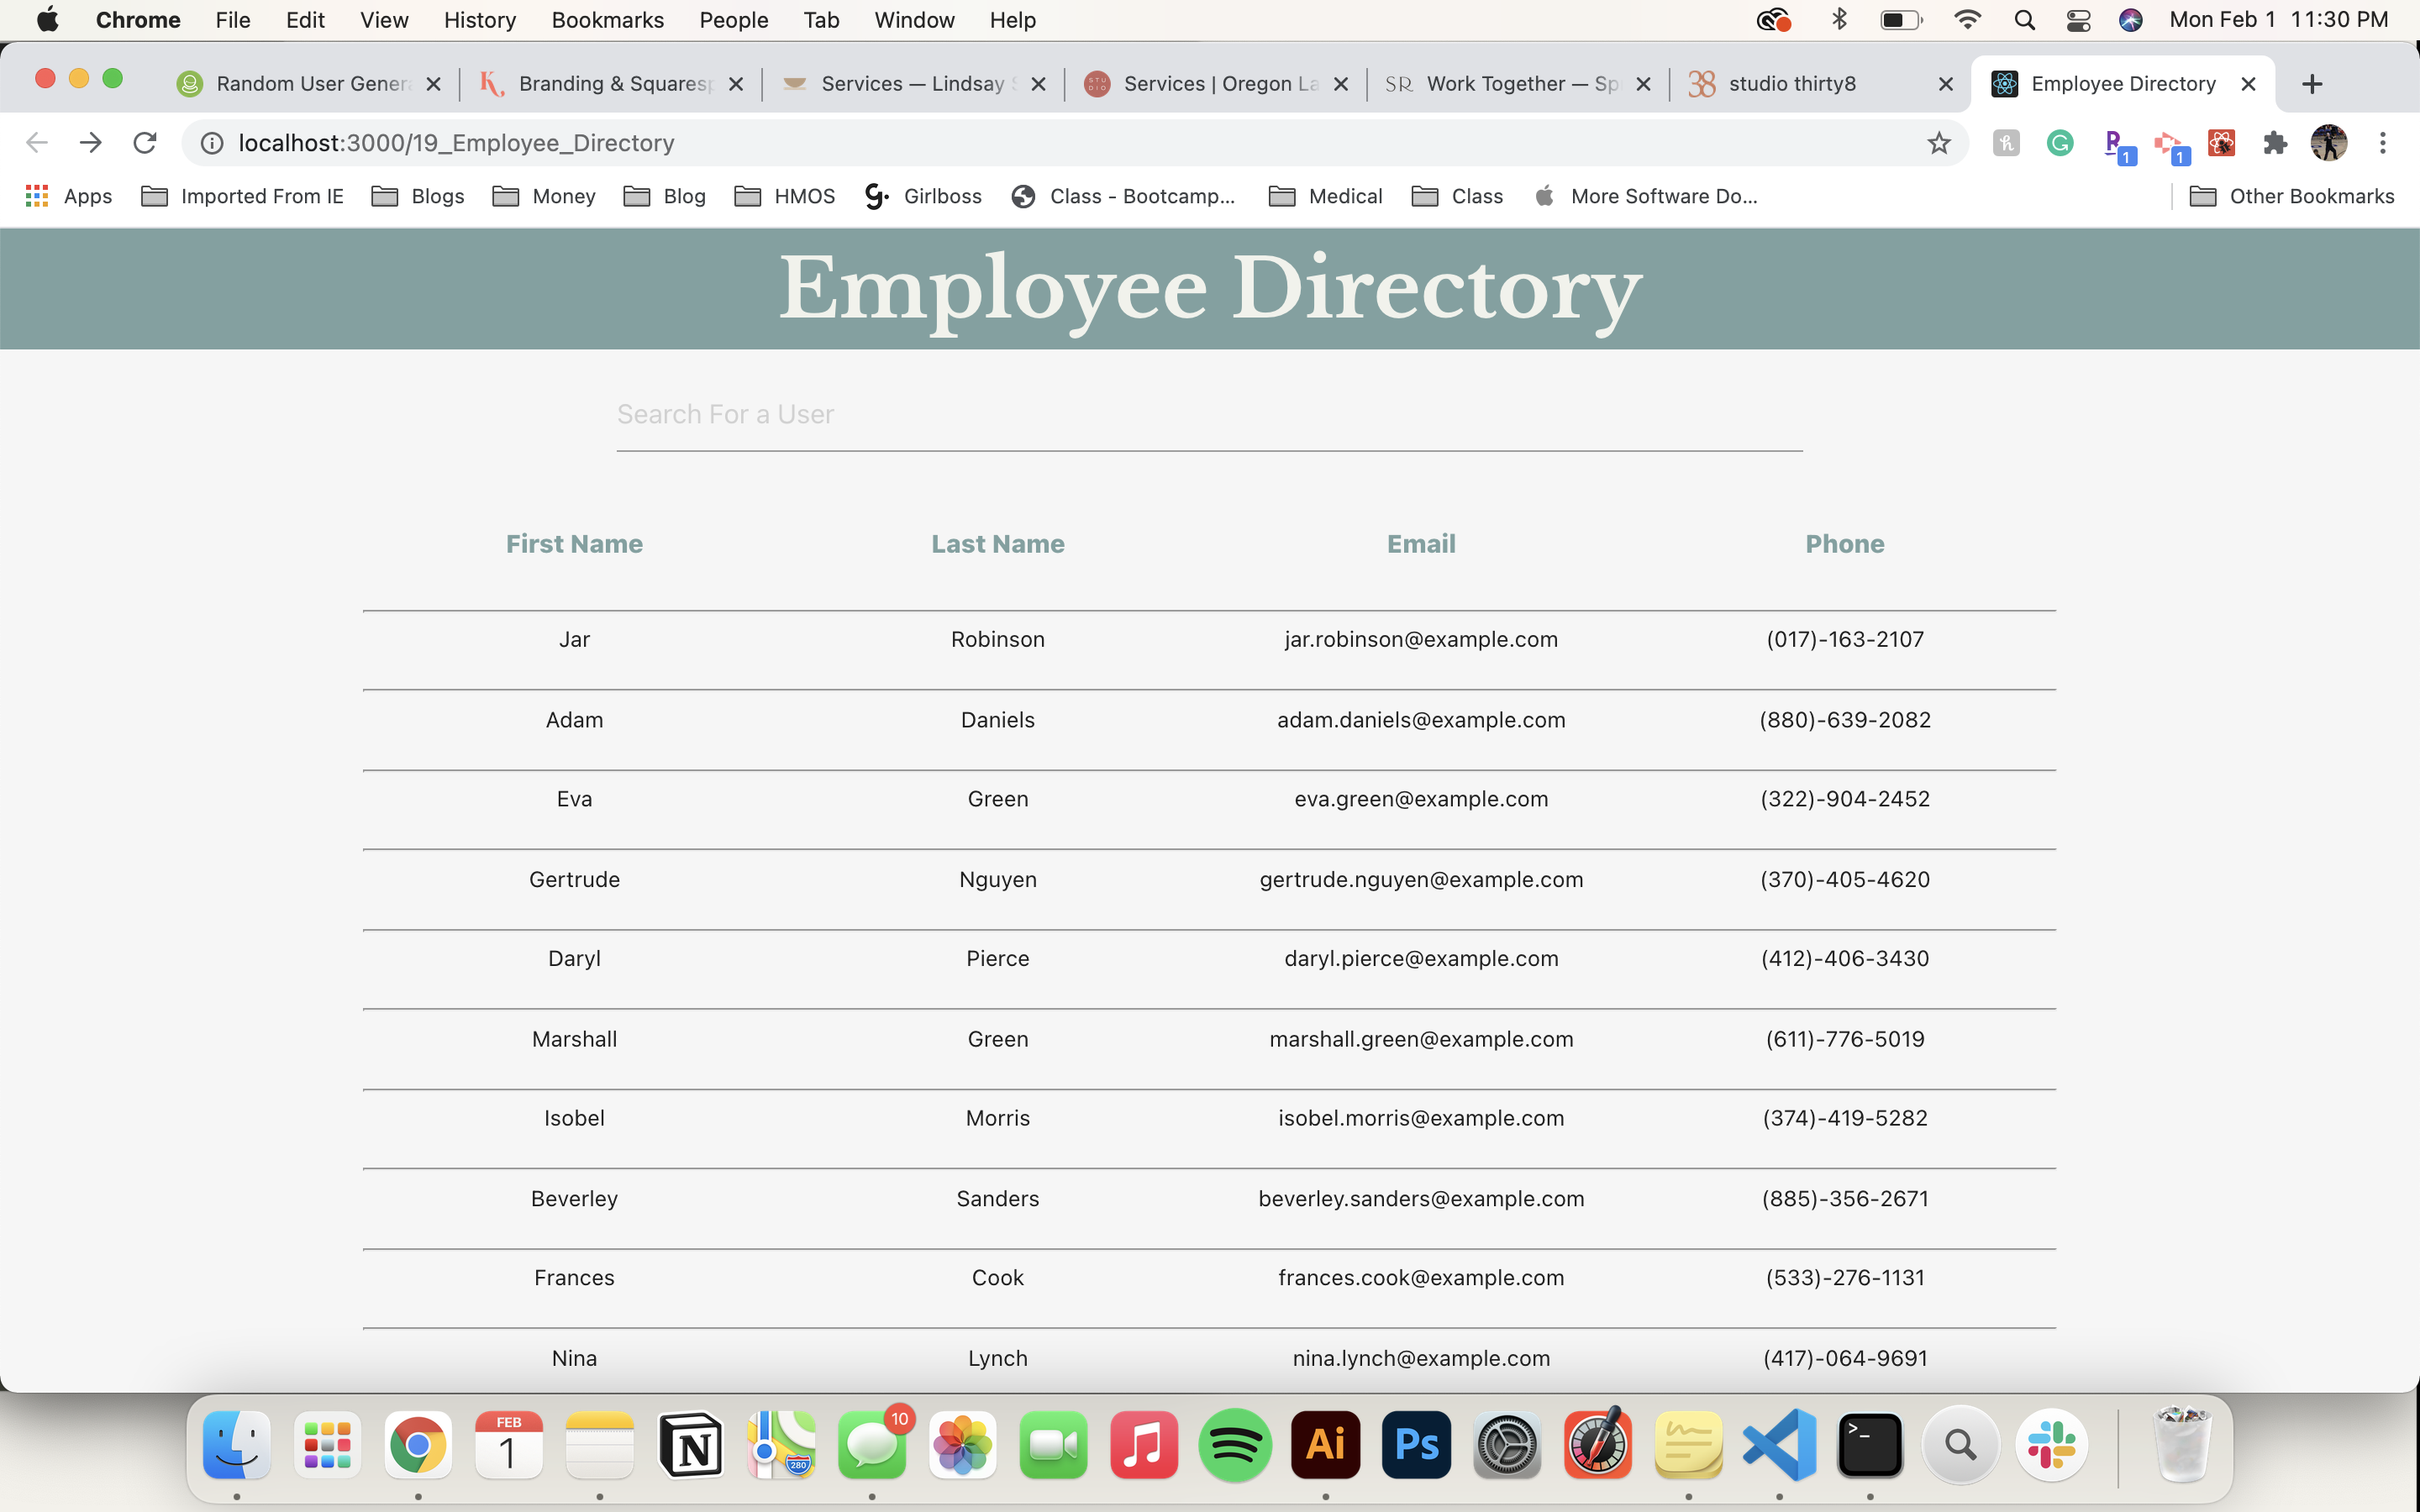 Chrome File Edit View History Bookmarks People Tab Window Help Mon Feb 1 11:30 PM
Random User Gener Branding & Squares Services — Lindsay Services | Oregon La SR Work Together — Sp 38 studio thirty8 Employee Directory
localhost:3000/19_Employee_Directory 1 1
Apps Imported From IE Blogs Money Blog HMOS Girlboss Class - Bootcamp... Medical Class More Software Do... Other Bookmarks
Employee Directory
Search For a User
First Name Last Name Email Phone
Jar Robinson jar.robinson@example.com (017)-163-2107
Adam Daniels adam.daniels@example.com (880)-639-2082
Eva Green eva.green@example.com (322)-904-2452
Gertrude Nguyen gertrude.nguyen@example.com (370)-405-4620
Daryl Pierce daryl.pierce@example.com (412)-406-3430
Marshall Green marshall.green@example.com (611)-776-5019
Isobel Morris isobel.morris@example.com (374)-419-5282
Beverley Sanders beverley.sanders@example.com (885)-356-2671
Frances Cook frances.cook@example.com (533)-276-1131
Nina Lynch nina.lynch@example.com (417)-064-9691
FEB 10
1 N 280 Ai Ps >_